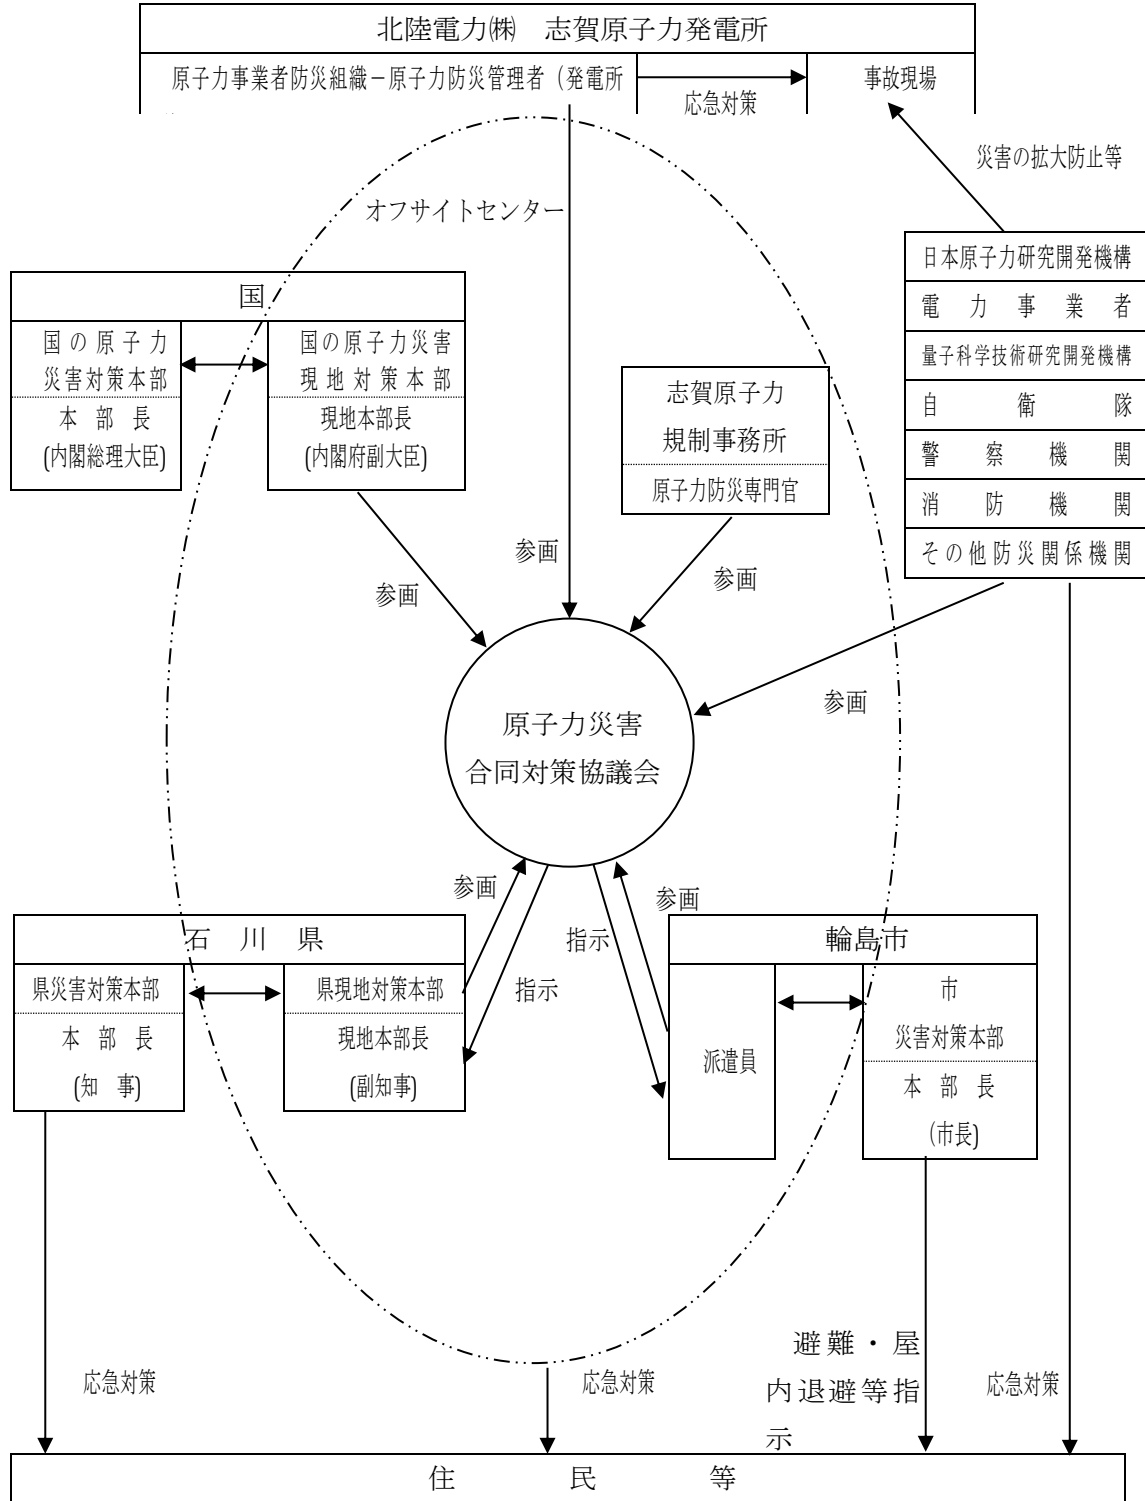 北陸電力㈱　志賀原子力発電所
原子力事業者防災組織－原子力防災管理者（発電所
応急対策
事故現場
災害の拡大防止等
オフサイトセンター
日本原子力研究開発機構
電力事業者
量子科学技術研究開発機構
自衛隊
警察機関
消防機関
その他防災関係機関
国
国の原子力
災害対策本部
本部長
(内閣総理大臣)
国の原子力災害
現地対策本部
現地本部長
(内閣府副大臣)
志賀原子力
規制事務所
原子力防災専門官
参画
参画
参画
参画
原子力災害
合同対策協議会
参画
指示
指示
参画
石川県
県災害対策本部
本部長
(知　事)
県現地対策本部
現地本部長
(副知事)
輪島市
派遣員
市
災害対策本部
本部長
(市長)
応急対策
応急対策
避難・屋
内退避等指
示
応急対策
住民等